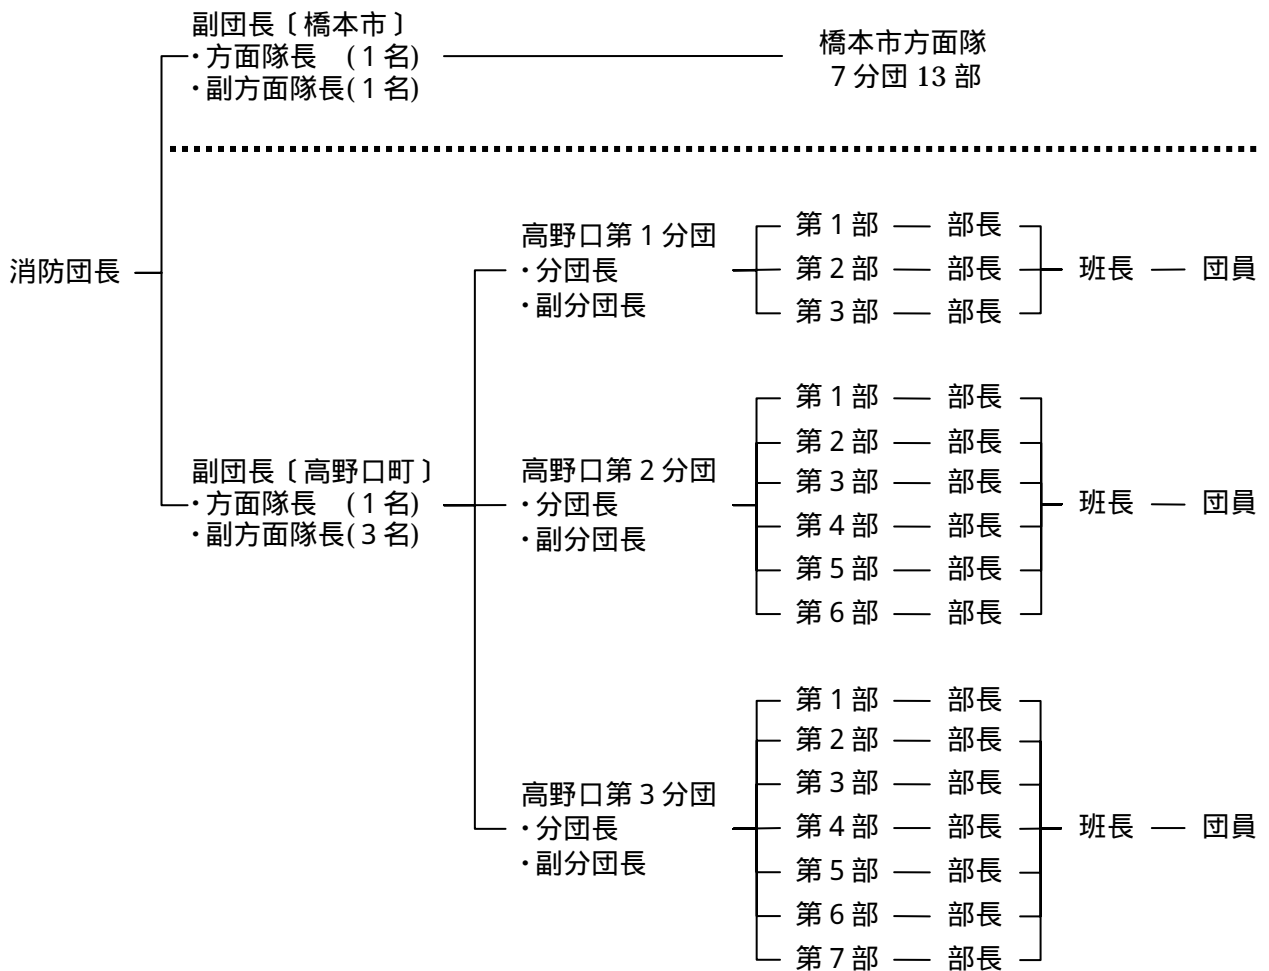 副団長〔橋本市〕
・方面隊長 (1名)
・副方面隊長(1名)
橋本市方面隊
7分団 13 部
消防団長
副団長〔高野口町〕
・方面隊長 (1名)
・副方面隊長(3名)
高野口第1分団
・分団長
・副分団長
第1部 部長
第2部 部長
第3部 部長
班長 団員
高野口第2分団
・分団長
・副分団長
第1部 部長
第2部 部長
第3部 部長
第4部 部長
第5部 部長
第6部 部長
班長 団員
高野口第3分団
・分団長
・副分団長
第1部 部長
第2部 部長
第3部 部長
第4部 部長
第5部 部長
第6部 部長
第7部 部長
班長 団員